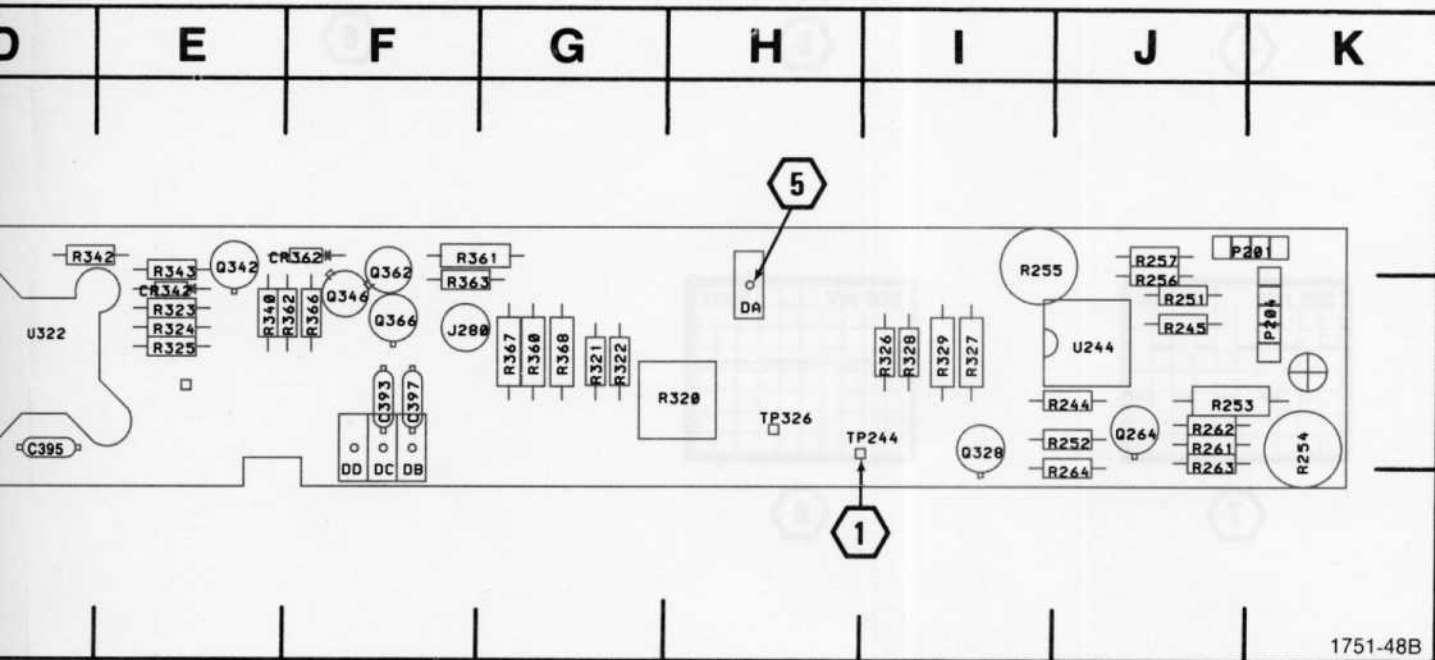 D E F G H I J K
5
R342 R343 Q342 CR362 Q362 R361 R255 R257 P201
CR342 Q346 R363 R256
R323 R340 R362 R366 Q366 J280 DA R251 P204
U322 R324 R367 R360 R368 R321 R322 R326 R328 R329 R327 U244 R245
R325
C393 C397 R320 R244 R253
TP326 R262
C395 DD DC DB TP244 Q328 R252 Q264 R261 R254
R264 R263
1
1751-48B